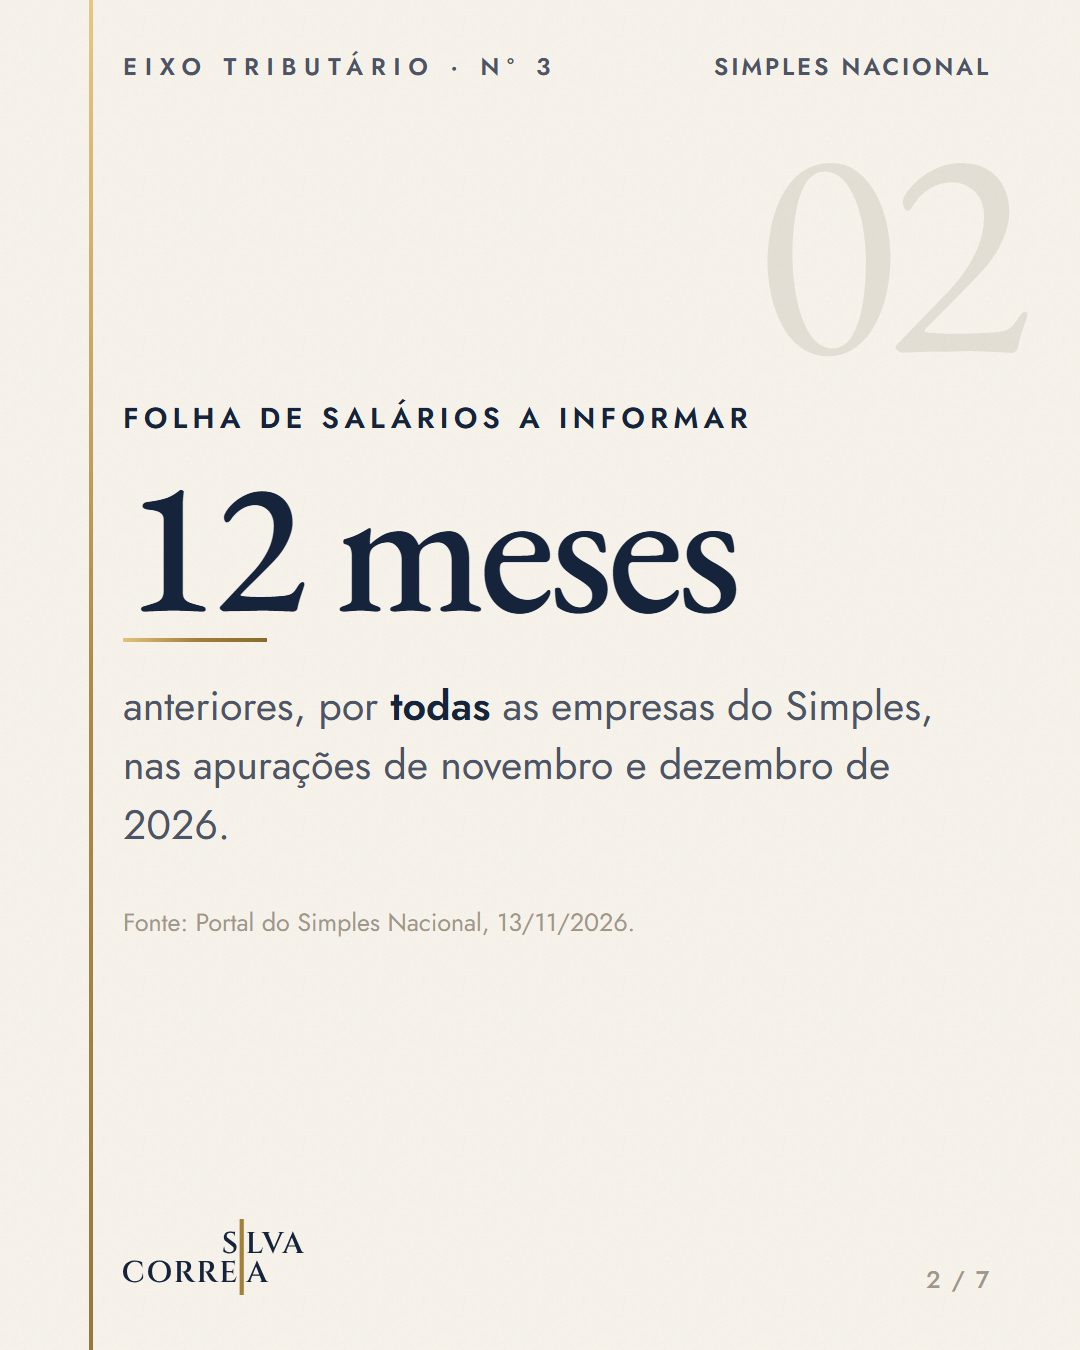 EIXO TRIBUTÁRIO · N° 3
SIMPLES NACIONAL
02
FOLHA DE SALÁRIOS A INFORMAR
12 meses
anteriores, por todas as empresas do Simples,
nas apurações de novembro e dezembro de
2026.
Fonte: Portal do Simples Nacional, 13/11/2026.
SILVA
CORREIA
2 / 7